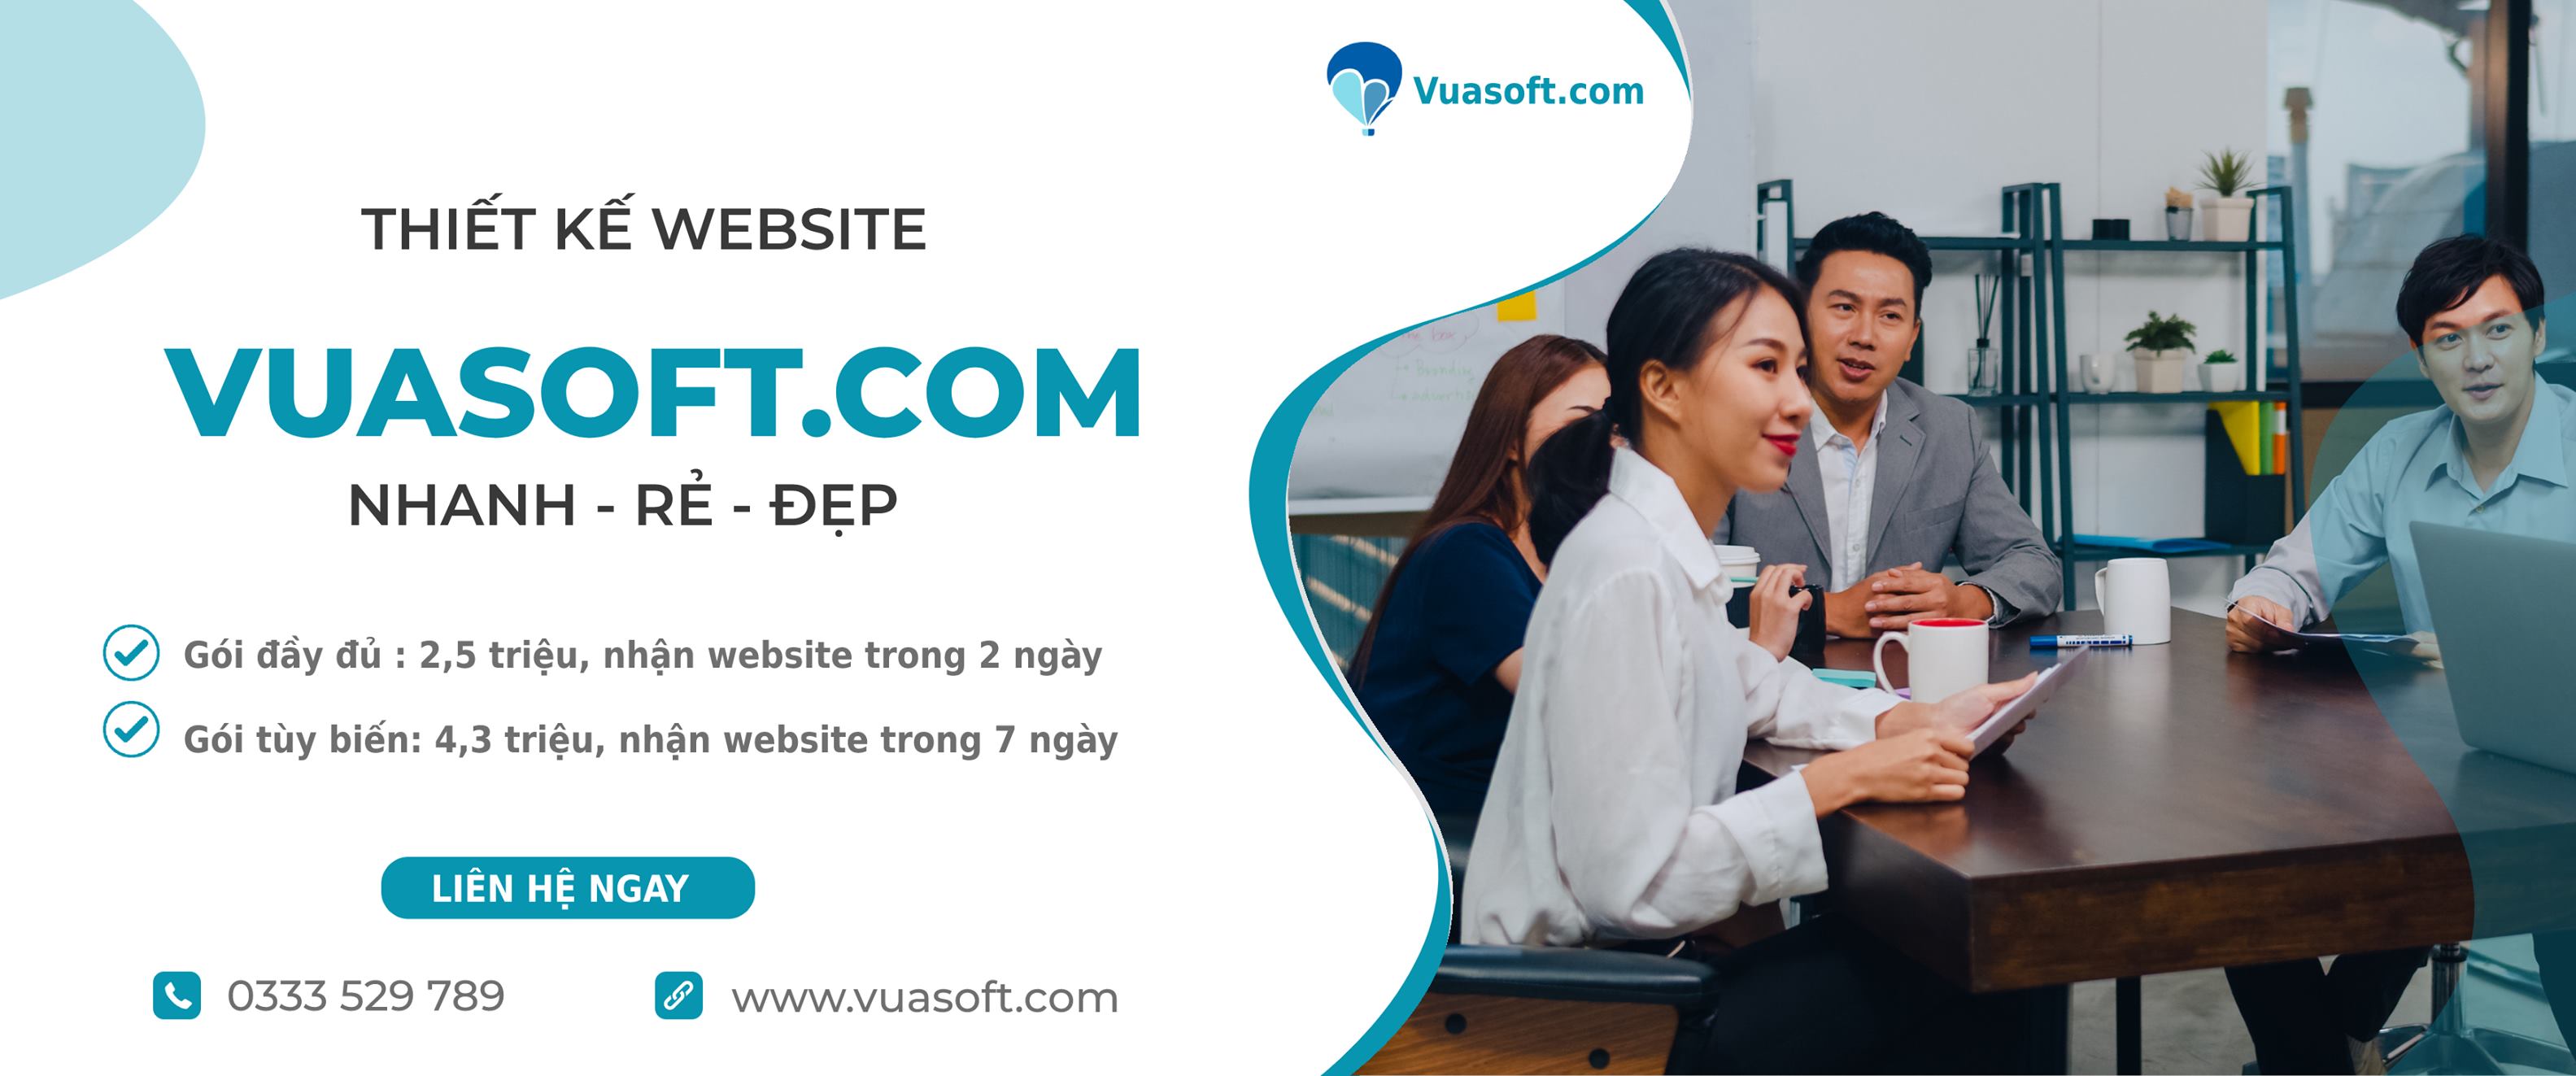 Vuasoft.com
THIẾT KẾ WEBSITE
VUASOFT.COM
NHANH - RẺ - ĐẸP
Gói đầy đủ : 2,5 triệu, nhận website trong 2 ngày
Gói tùy biến: 4,3 triệu, nhận website trong 7 ngày
LIÊN HỆ NGAY
0333 529 789
www.vuasoft.com